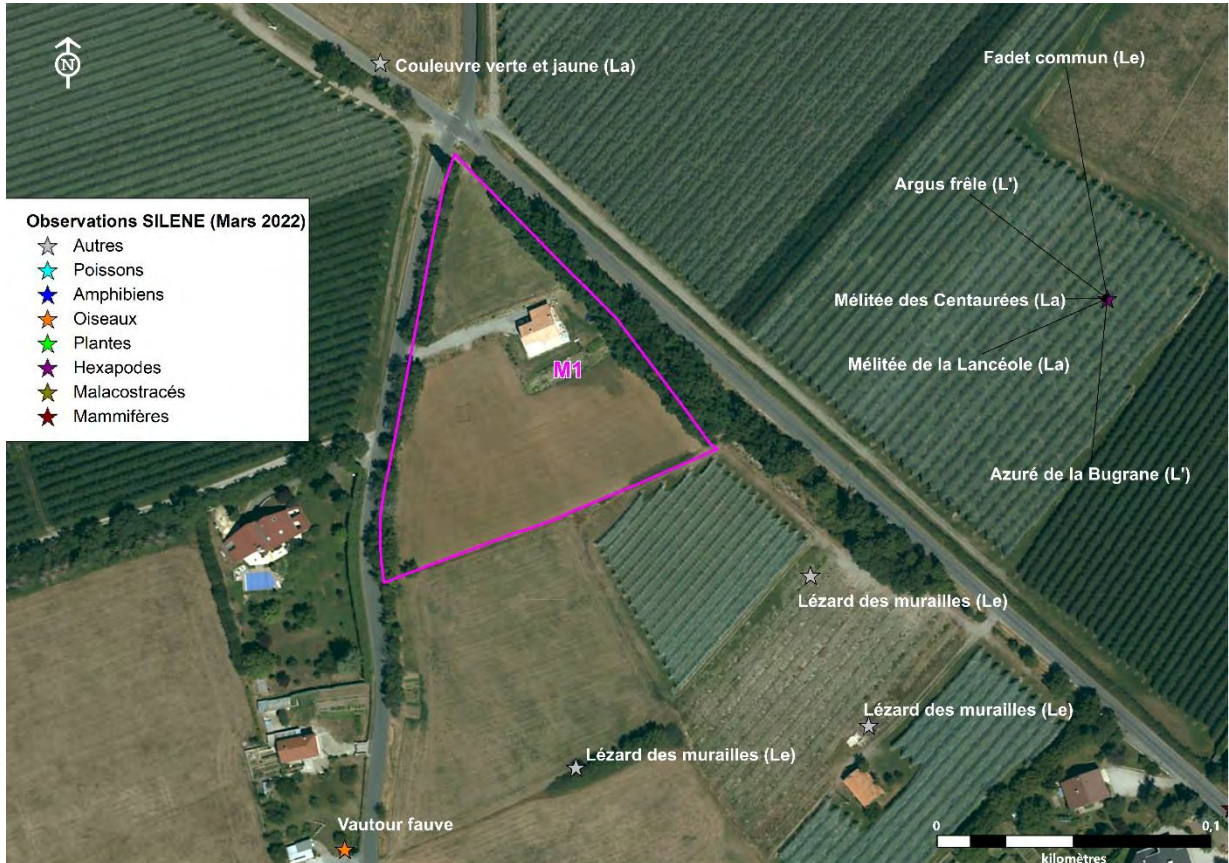 N
Couleuvre verte et jaune (La)
Fadet commun (Le)
Argus frêle (L')
Observations SILENE (Mars 2022)
Autres
Poissons
Amphibiens
Oiseaux
Plantes
Hexapodes
Malacostracés
Mammifères
Mélitée des Centaurées (La)
Mélitée de la Lancéole (La)
M1
Azuré de la Bugrane (L')
Lézard des murailles (Le)
Lézard des murailles (Le)
Lézard des murailles (Le)
Vautour fauve
0 0,1
kilomètres